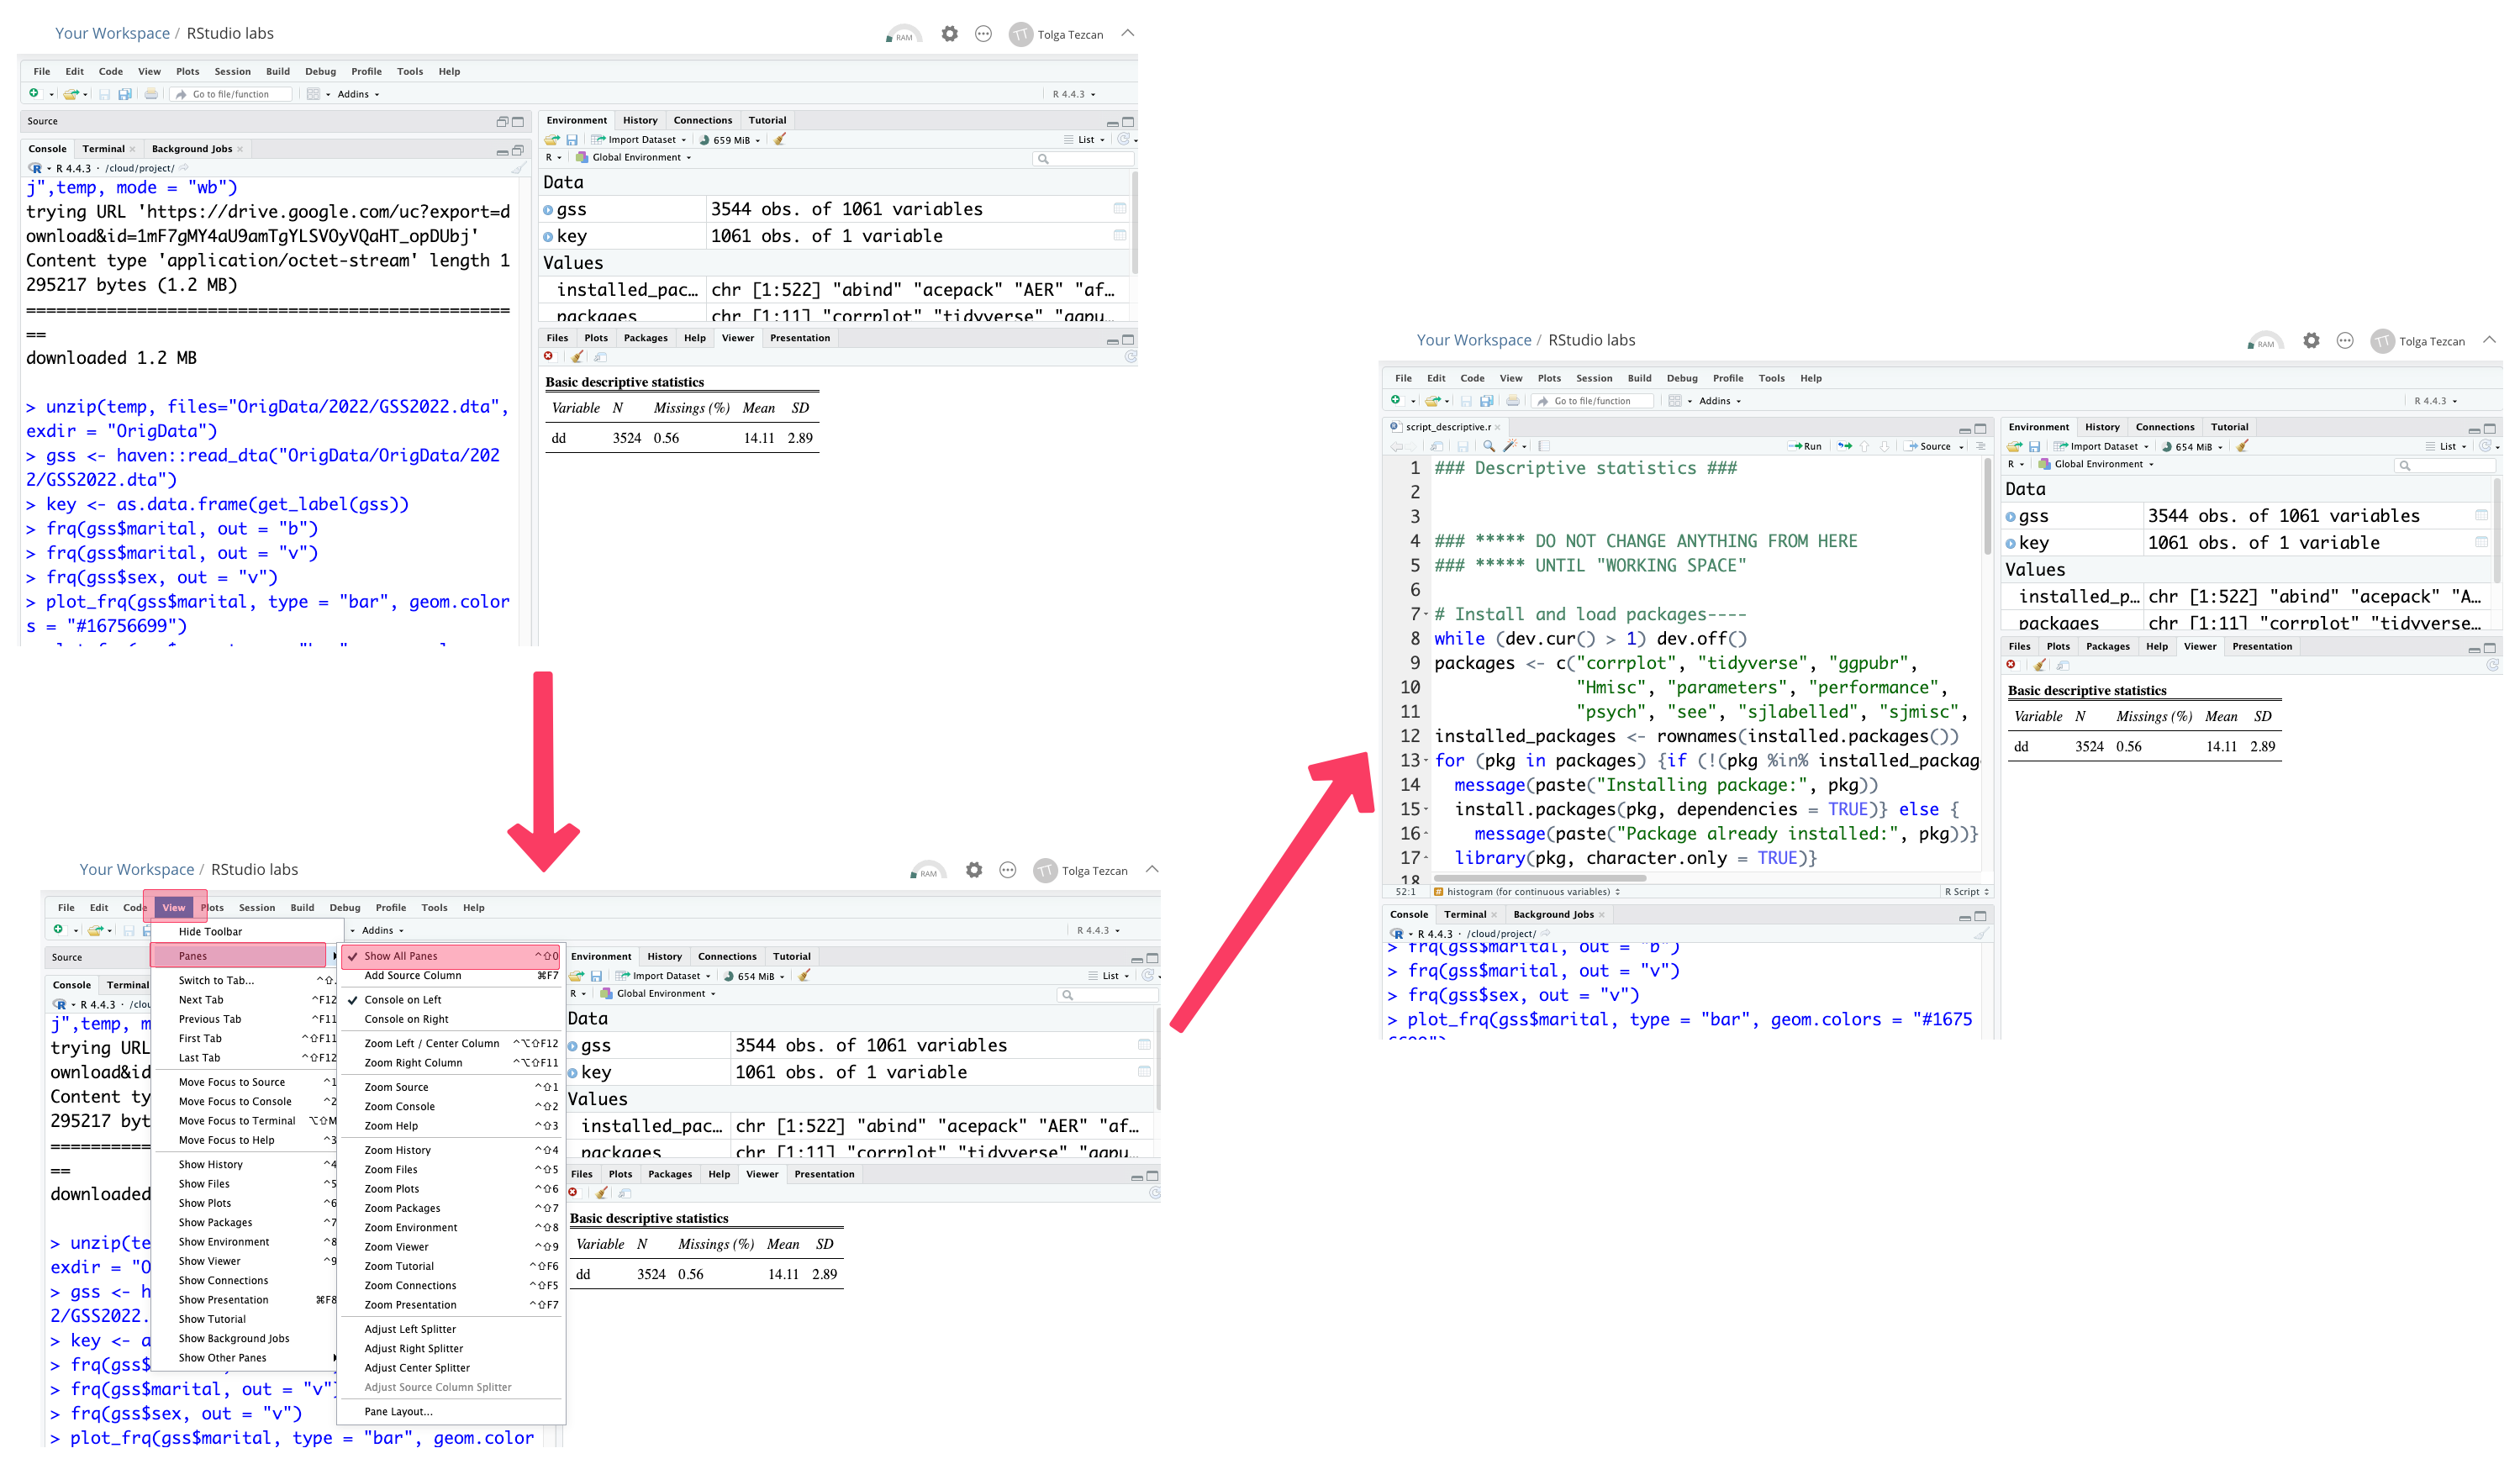 Your Workspace / RStudio labs
RAM
TT Tolga Tezcan
File Edit Code View Plots Session Build Debug Profile Tools Help
Go to file/function Addins R 4.4.3
Source
Console Terminal Background Jobs
R 4.4.3 · /cloud/project/
j",temp, mode = "wb")
trying URL 'https://drive.google.com/uc?export=d
ownload&id=1mF7gMY4aU9amTgYLSVOyVQaHT_opDUbj'
Content type 'application/octet-stream' length 1
295217 bytes (1.2 MB)
================================================
==
downloaded 1.2 MB
> unzip(temp, files="OrigData/2022/GSS2022.dta",
exdir = "OrigData")
> gss <- haven::read_dta("OrigData/OrigData/202
2/GSS2022.dta")
> key <- as.data.frame(get_label(gss))
> frq(gss$marital, out = "b")
> frq(gss$marital, out = "v")
> frq(gss$sex, out = "v")
> plot_frq(gss$marital, type = "bar", geom.color
s = "#16756699")
Environment History Connections Tutorial
Import Dataset 659 MiB List
R Global Environment
Data
gss 3544 obs. of 1061 variables
key 1061 obs. of 1 variable
Values
installed_pac… chr [1:522] "abind" "acepack" "AER" "af…
packages chr [1:11] "corrplot" "tidyverse" "ggpu…
Files Plots Packages Help Viewer Presentation
Basic descriptive statistics
Variable N Missings (%) Mean SD
dd 3524 0.56 14.11 2.89
Your Workspace / RStudio labs
RAM
TT Tolga Tezcan
File Edit Code View Plots Session Build Debug Profile Tools Help
Addins R 4.4.3
Source
Console Terminal
R 4.4.3 · /clou
j",temp, m
trying URL
ownload&id
Content ty
295217 byt
==========
==
downloaded
> unzip(te
exdir = "O
> gss <- h
2/GSS2022.
> key <- a
> frq(gss$
> frq(gss$marital, out = "v"
> frq(gss$sex, out = "v")
> plot_frq(gss$marital, type = "bar", geom.color
Hide Toolbar
Panes
Switch to Tab... ^⇧.
Next Tab ^F12
Previous Tab ^F11
First Tab ^⇧F11
Last Tab ^⇧F12
Move Focus to Source ^1
Move Focus to Console ^2
Move Focus to Terminal ⌥⇧M
Move Focus to Help ^3
Show History ^4
Show Files ^5
Show Plots ^6
Show Packages ^7
Show Environment ^8
Show Viewer ^9
Show Connections
Show Presentation ⌘F8
Show Tutorial
Show Background Jobs
Show Other Panes
Show All Panes ^⇧0
Add Source Column ⌘F7
Console on Left
Console on Right
Zoom Left / Center Column ^⌥⇧F12
Zoom Right Column ^⌥⇧F11
Zoom Source ^⇧1
Zoom Console ^⇧2
Zoom Help ^⇧3
Zoom History ^⇧4
Zoom Files ^⇧5
Zoom Plots ^⇧6
Zoom Packages ^⇧7
Zoom Environment ^⇧8
Zoom Viewer ^⇧9
Zoom Tutorial ^⇧F6
Zoom Connections ^⇧F5
Zoom Presentation ^⇧F7
Adjust Left Splitter
Adjust Right Splitter
Adjust Center Splitter
Adjust Source Column Splitter
Pane Layout...
Environment History Connections Tutorial
Import Dataset 654 MiB List
R Global Environment
Data
gss 3544 obs. of 1061 variables
key 1061 obs. of 1 variable
Values
installed_pac… chr [1:522] "abind" "acepack" "AER" "af…
packages chr [1:11] "corrplot" "tidyverse" "ggpu…
Files Plots Packages Help Viewer Presentation
Basic descriptive statistics
Variable N Missings (%) Mean SD
dd 3524 0.56 14.11 2.89
Your Workspace / RStudio labs
RAM
TT Tolga Tezcan
File Edit Code View Plots Session Build Debug Profile Tools Help
Go to file/function Addins R 4.4.3
script_descriptive.r
Run Source
1 ### Descriptive statistics ###
2
3
4 ### ***** DO NOT CHANGE ANYTHING FROM HERE
5 ### ***** UNTIL "WORKING SPACE"
6
7 # Install and load packages----
8 while (dev.cur() > 1) dev.off()
9 packages <- c("corrplot", "tidyverse", "ggpubr",
10 "Hmisc", "parameters", "performance",
11 "psych", "see", "sjlabelled", "sjmisc",
12 installed_packages <- rownames(installed.packages())
13 for (pkg in packages) {if (!(pkg %in% installed_packag
14 message(paste("Installing package:", pkg))
15 install.packages(pkg, dependencies = TRUE)} else {
16 message(paste("Package already installed:", pkg))}
17 library(pkg, character.only = TRUE)}
18
52:1 # histogram (for continuous variables) R Script
Console Terminal Background Jobs
R 4.4.3 · /cloud/project/
> frq(gss$marital, out = "b")
> frq(gss$marital, out = "v")
> frq(gss$sex, out = "v")
> plot_frq(gss$marital, type = "bar", geom.colors = "#1675
6699")
Environment History Connections Tutorial
Import Dataset 654 MiB List
R Global Environment
Data
gss 3544 obs. of 1061 variables
key 1061 obs. of 1 variable
Values
installed_p… chr [1:522] "abind" "acepack" "A…
packages chr [1:11] "corrplot" "tidyverse…
Files Plots Packages Help Viewer Presentation
Basic descriptive statistics
Variable N Missings (%) Mean SD
dd 3524 0.56 14.11 2.89